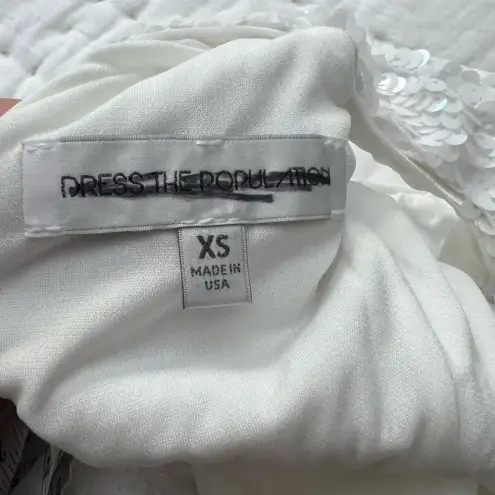 DRESS THE POPULATION
XS
MADE IN
USA